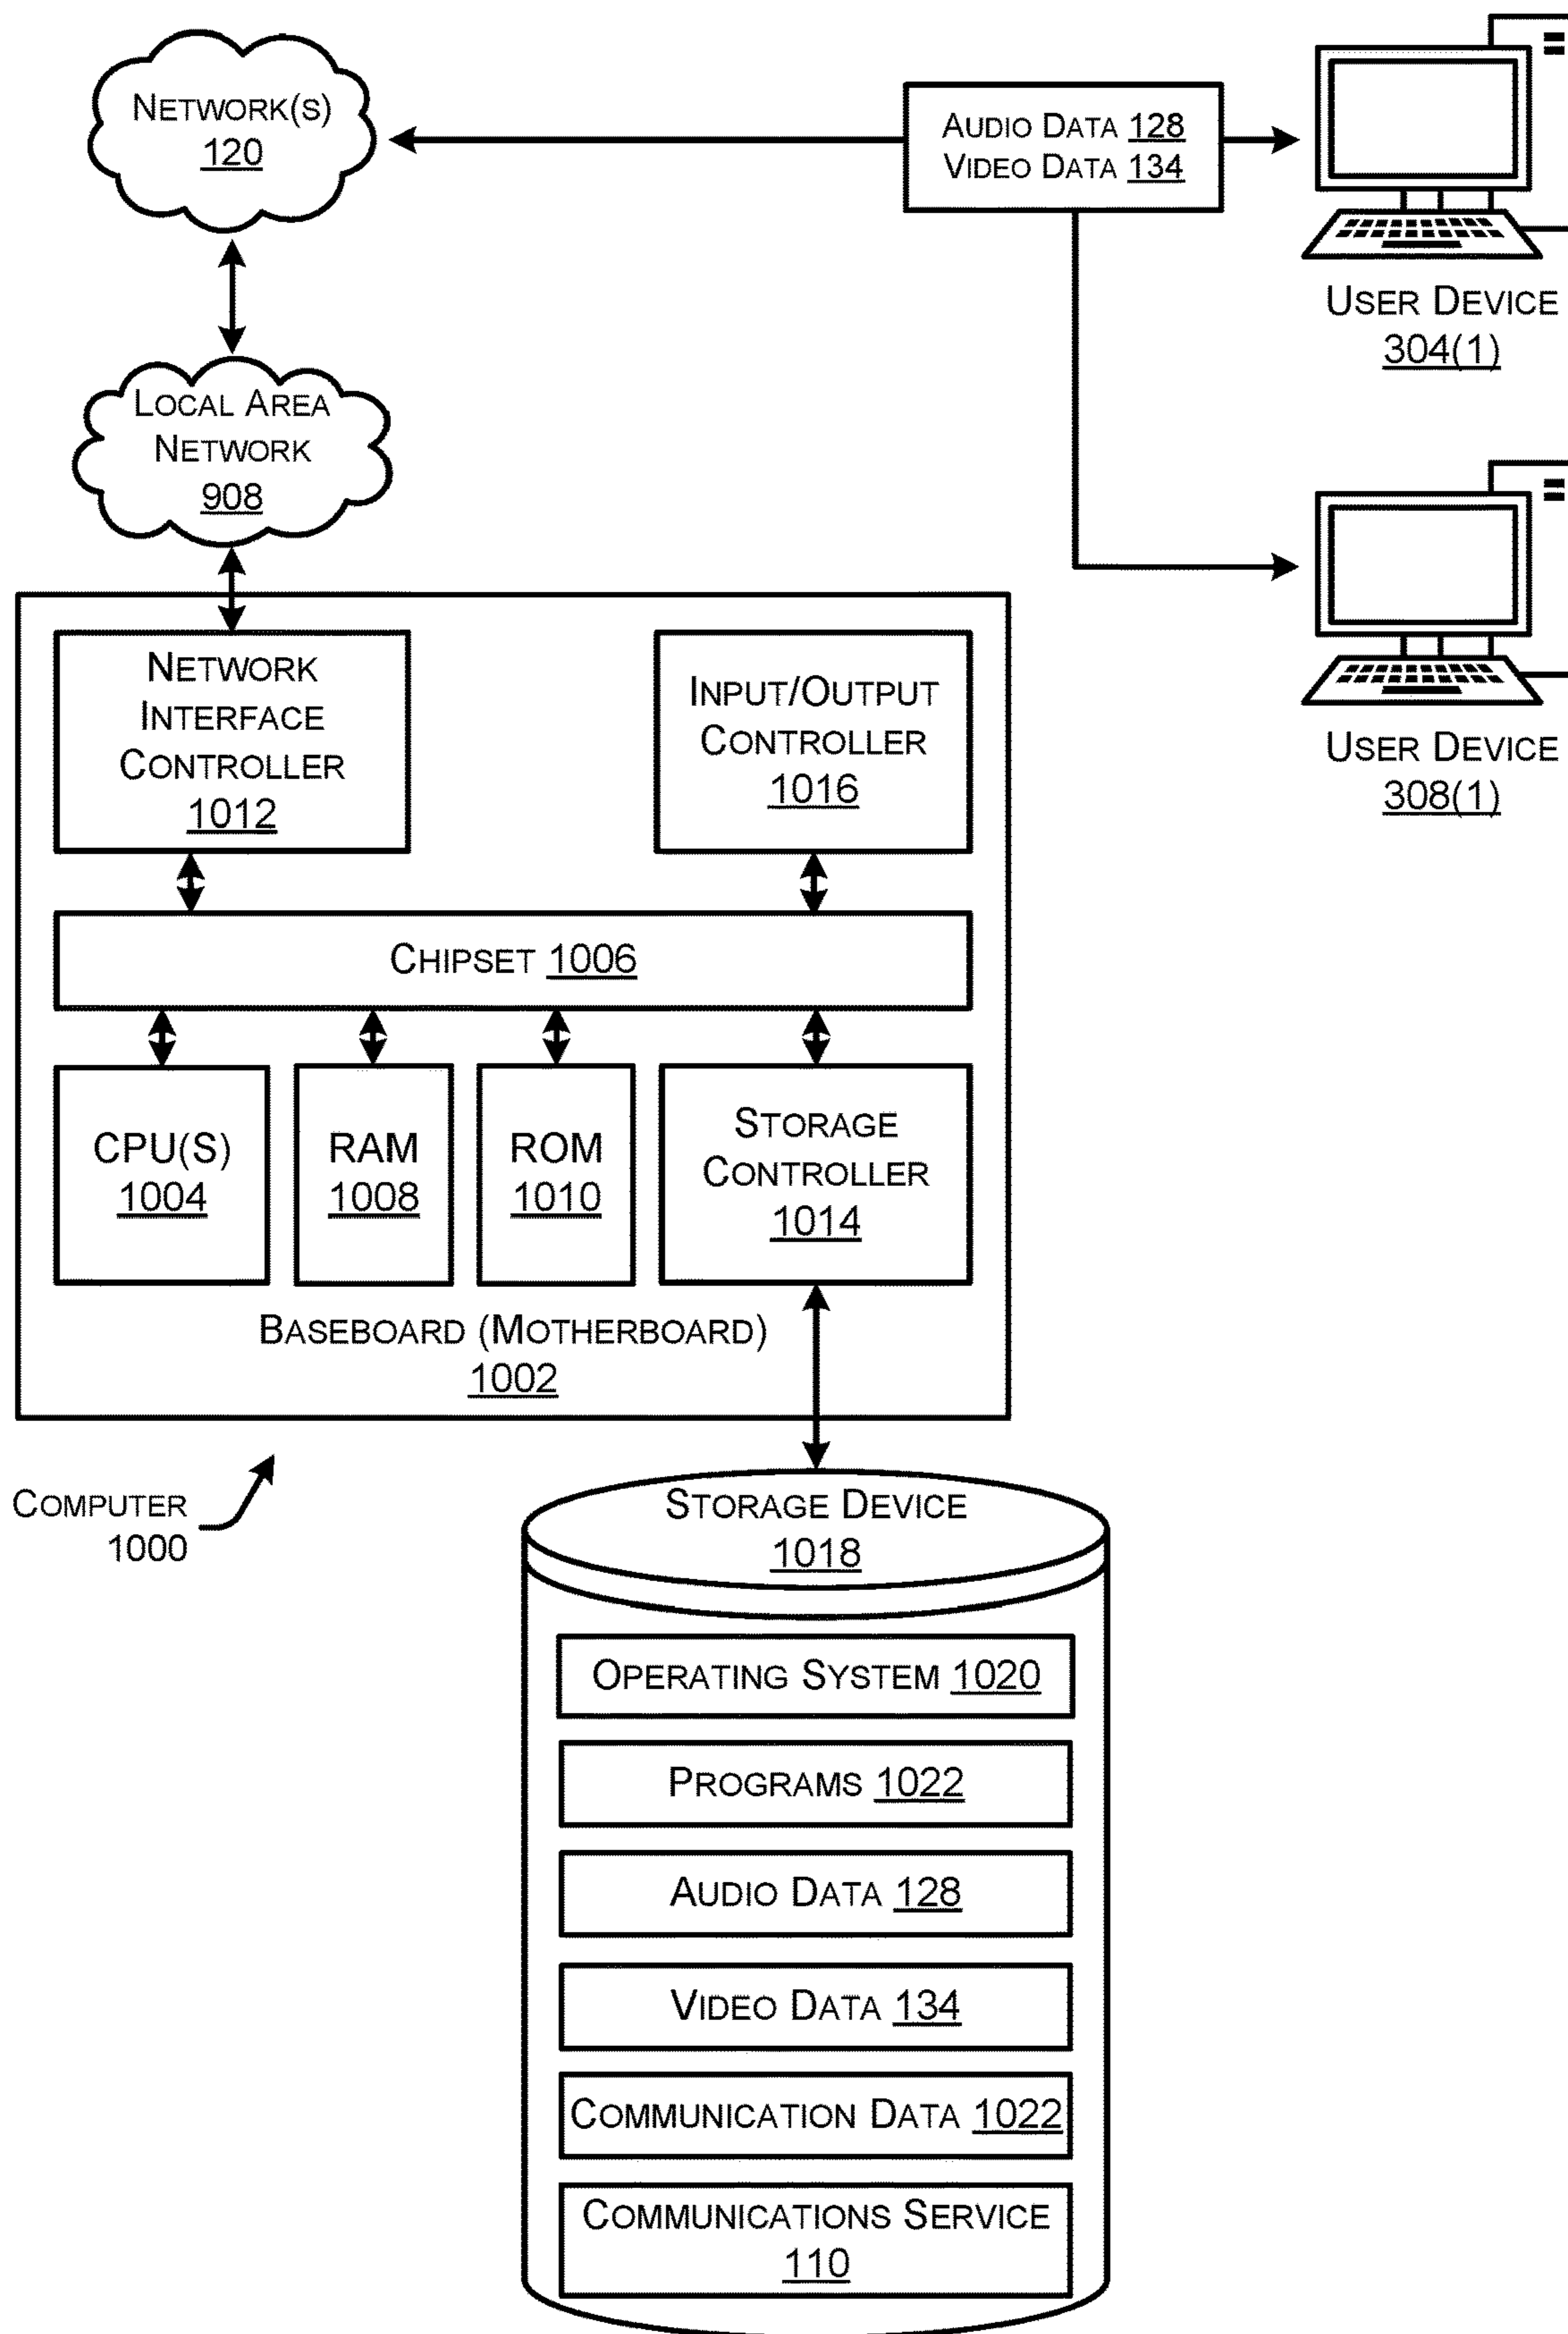 NETWORK(S)
120
AUDIO DATA 128
VIDEO DATA 134
USER DEVICE
304(1)
LOCAL AREA
NETWORK
908
USER DEVICE
308(1)
NETWORK
INTERFACE
CONTROLLER
1012
INPUT/OUTPUT
CONTROLLER
1016
CHIPSET 1006
CPU(S)
1004
RAM
1008
ROM
1010
STORAGE
CONTROLLER
1014
BASEBOARD (MOTHERBOARD)
1002
COMPUTER
1000
STORAGE DEVICE
1018
OPERATING SYSTEM 1020
PROGRAMS 1022
AUDIO DATA 128
VIDEO DATA 134
COMMUNICATION DATA 1022
COMMUNICATIONS SERVICE
110